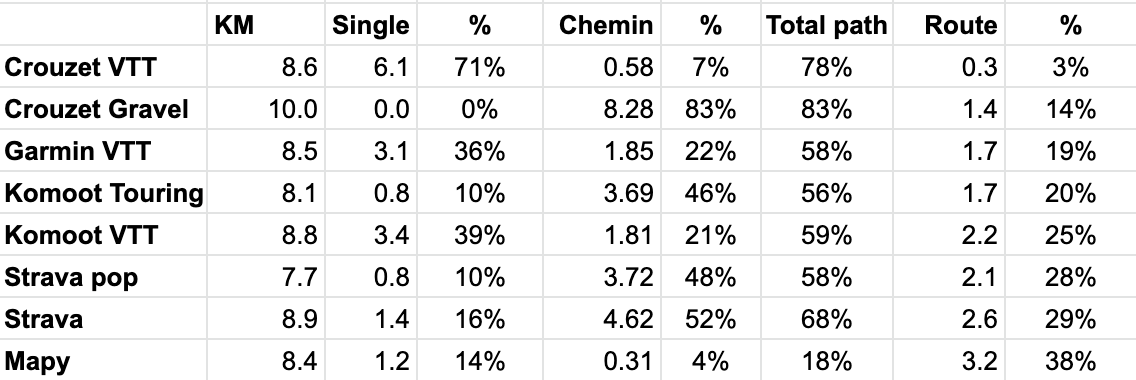 KM Single % Chemin % Total path Route %
Crouzet VTT 8.6 6.1 71% 0.58 7% 78% 0.3 3%
Crouzet Gravel 10.0 0.0 0% 8.28 83% 83% 1.4 14%
Garmin VTT 8.5 3.1 36% 1.85 22% 58% 1.7 19%
Komoot Touring 8.1 0.8 10% 3.69 46% 56% 1.7 20%
Komoot VTT 8.8 3.4 39% 1.81 21% 59% 2.2 25%
Strava pop 7.7 0.8 10% 3.72 48% 58% 2.1 28%
Strava 8.9 1.4 16% 4.62 52% 68% 2.6 29%
Mapy 8.4 1.2 14% 0.31 4% 18% 3.2 38%